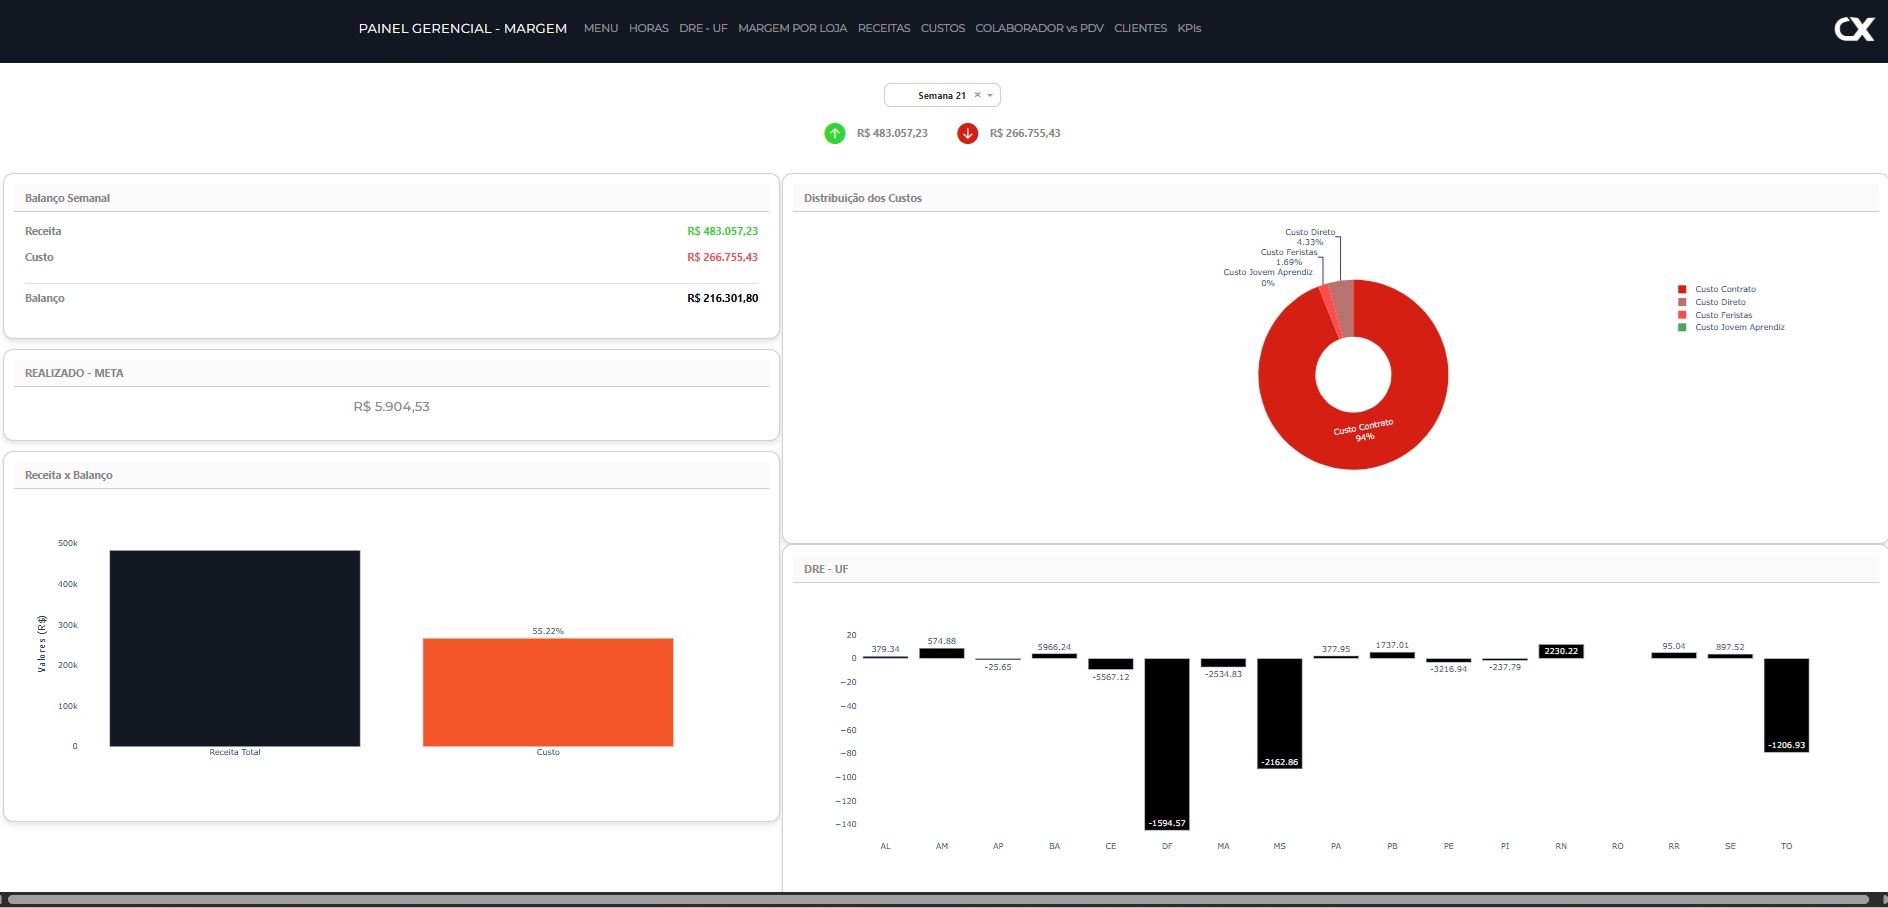 PAINEL GERENCIAL - MARGEM MENU HORAS DRE - UF MARGEM POR LOJA RECEITAS CUSTOS COLABORADOR vs PDV CLIENTES KPIs
CX
Semana 21 × 
R$ 483.057,23 R$ 266.755,43
Balanço Semanal
Receita R$ 483.057,23
Custo R$ 266.755,43
Balanço R$ 216.301,80
REALIZADO - META
R$ 5.904,53
Receita x Balanço
Valores (R$)
500k
400k
300k
200k
100k
0
55.22%
Receita Total Custo
Distribuição dos Custos
Custo Direto
4.33%
Custo Feristas
1.69%
Custo Jovem Aprendiz
0%
Custo Contrato
94%
Custo Contrato
Custo Direto
Custo Feristas
Custo Jovem Aprendiz
DRE - UF
20
0
−20
−40
−60
−80
−100
−120
−140
379.34 574.88 -25.65 5966.24 -5567.12 -1594.57 -2534.83 -2162.86 377.95 1737.01 -3216.94 -237.79 2230.22 95.04 897.52 -1206.93
AL AM AP BA CE DF MA MS PA PB PE PI RN RO RR SE TO